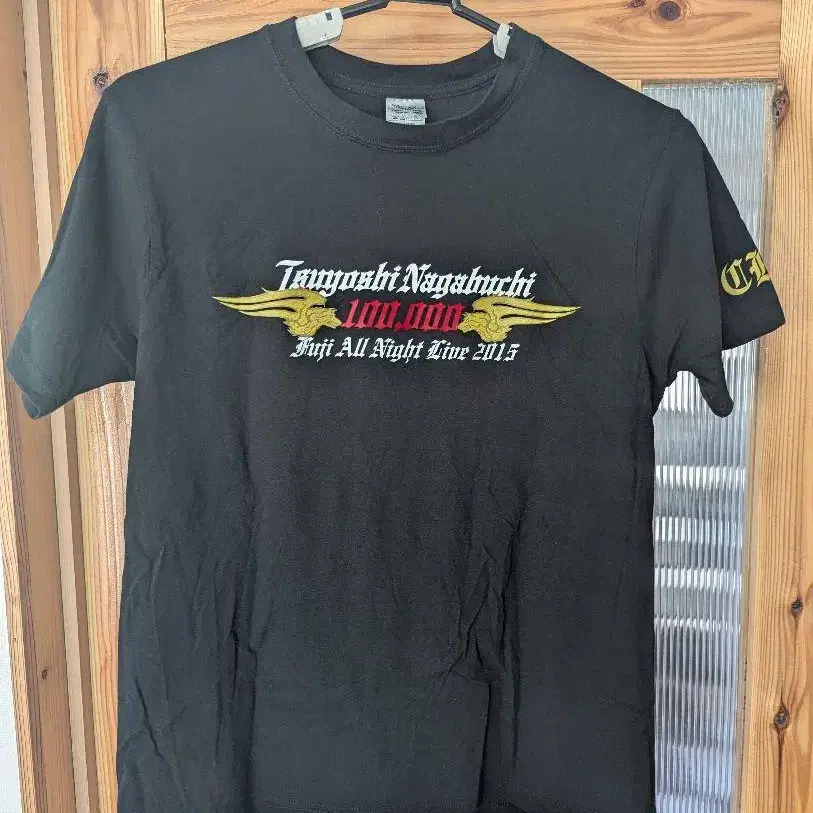 Tsuyoshi Nagabuchi
100,000
Fuji All Night Live 2015